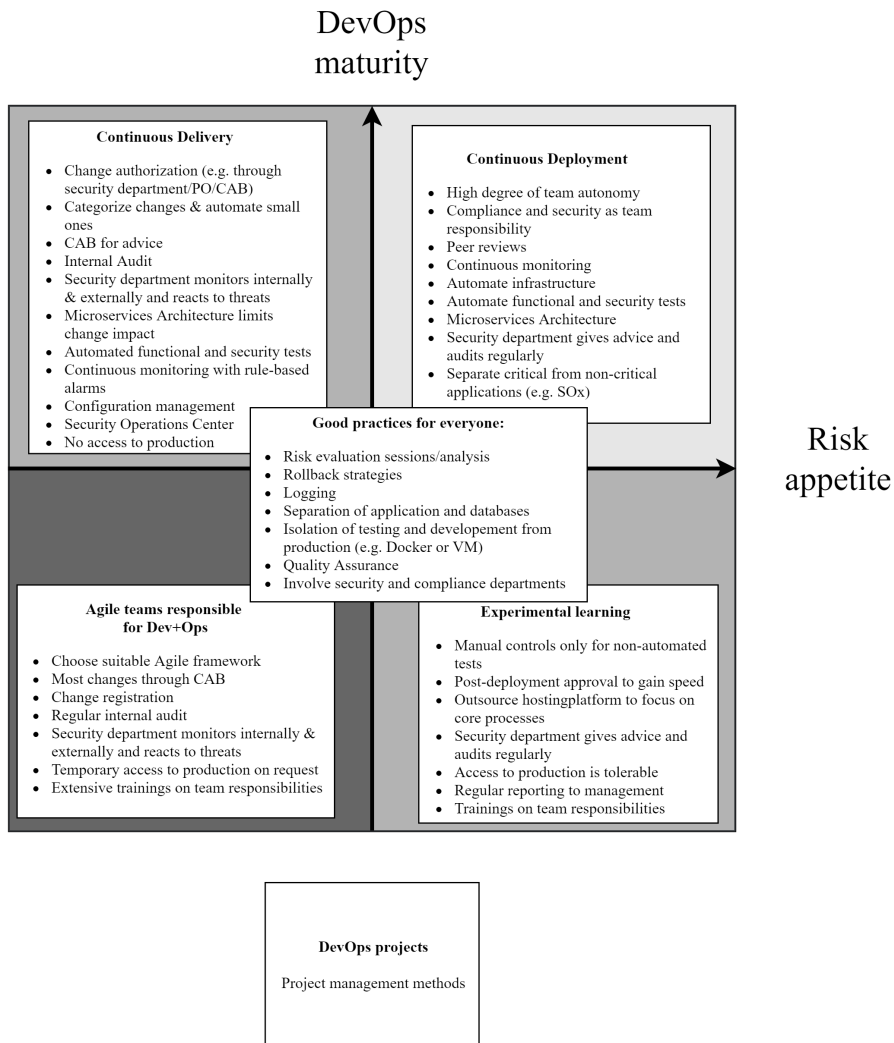 DevOps
maturity
Continuous Delivery
• Change authorization (e.g. through
security department/PO/CAB)
• Categorize changes & automate small
ones
• CAB for advice
• Internal Audit
• Security department monitors internally
& externally and reacts to threats
• Microservices Architecture limits
change impact
• Automated functional and security tests
• Continuous monitoring with rule-based
alarms
• Configuration management
• Security Operations Center
• No access to production
Continuous Deployment
• High degree of team autonomy
• Compliance and security as team
responsibility
• Peer reviews
• Continuous monitoring
• Automate infrastructure
• Automate functional and security tests
• Microservices Architecture
• Security department gives advice and
audits regularly
• Separate critical from non-critical
applications (e.g. SOx)
Good practices for everyone:
• Risk evaluation sessions/analysis
• Rollback strategies
• Logging
• Separation of application and databases
• Isolation of testing and developement from
production (e.g. Docker or VM)
• Quality Assurance
• Involve security and compliance departments
Risk
appetite
Agile teams responsible
for Dev+Ops
• Choose suitable Agile framework
• Most changes through CAB
• Change registration
• Regular internal audit
• Security department monitors internally &
externally and reacts to threats
• Temporary access to production on request
• Extensive trainings on team responsibilities
Experimental learning
• Manual controls only for non-automated
tests
• Post-deployment approval to gain speed
• Outsource hostingplatform to focus on
core processes
• Security department gives advice and
audits regularly
• Access to production is tolerable
• Regular reporting to management
• Trainings on team responsibilities
DevOps projects
Project management methods